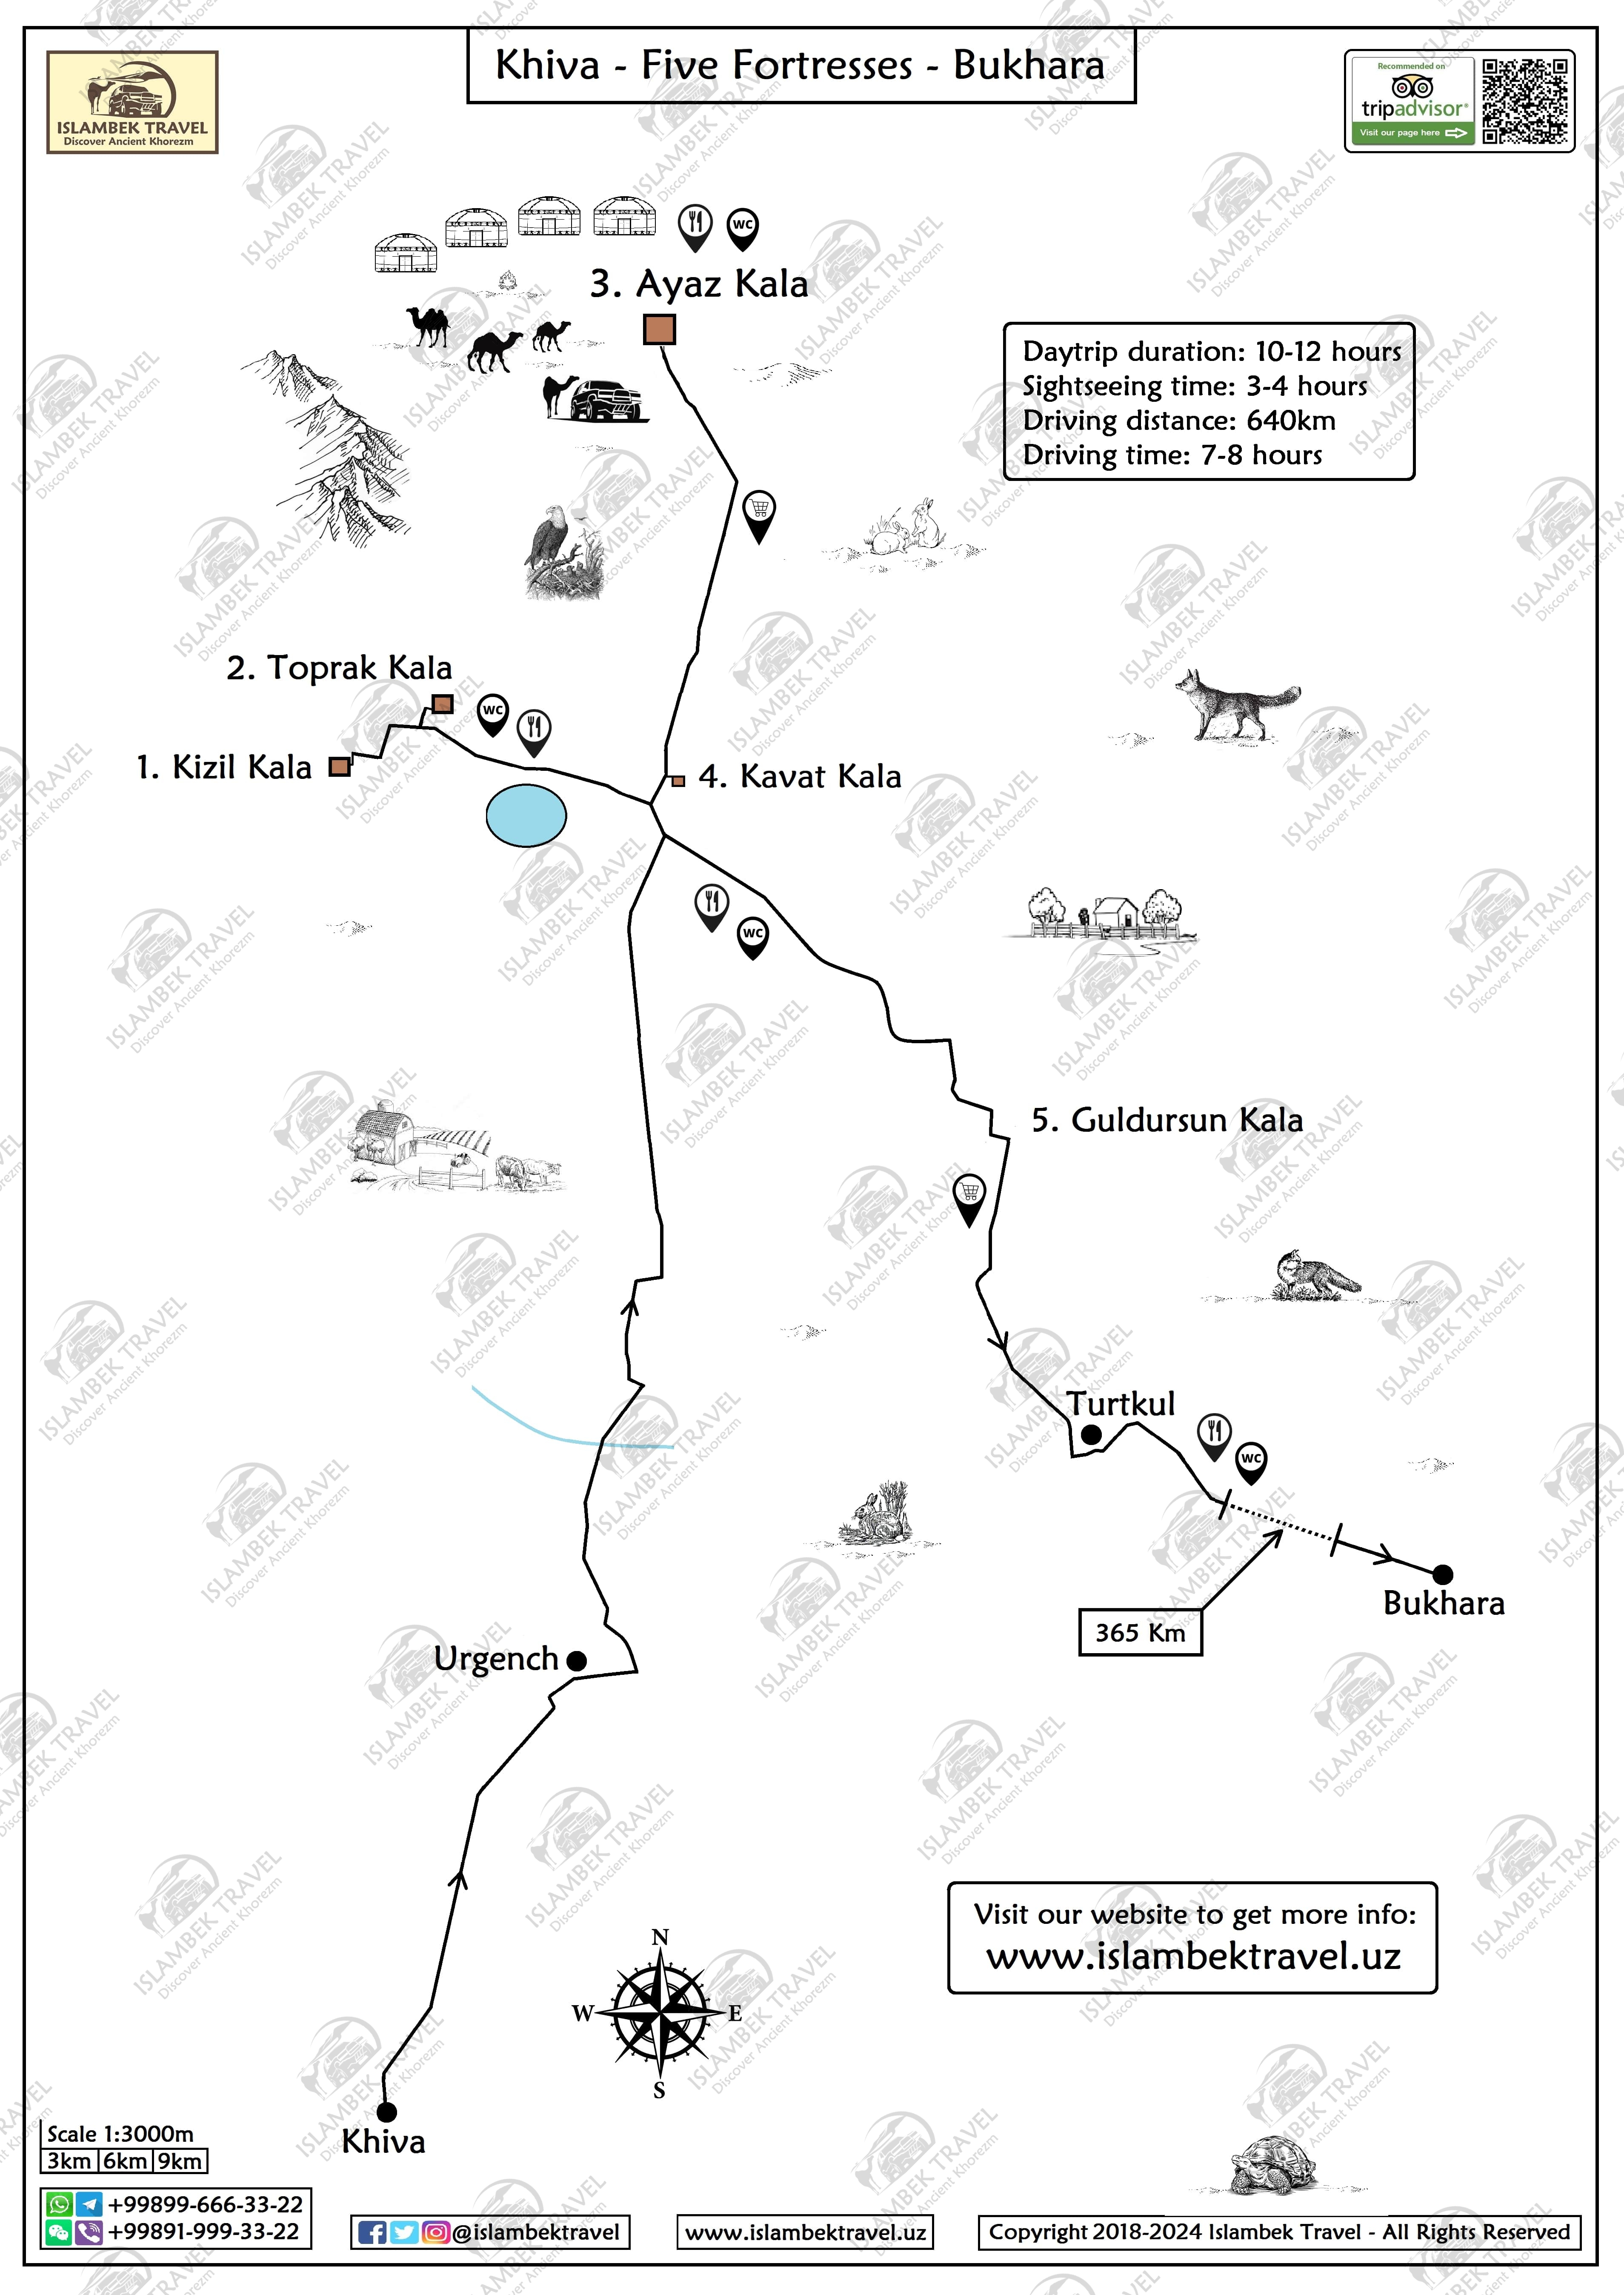 Khiva - Five Fortresses - Bukhara
ISLAMBEK TRAVEL
Discover Ancient Khorezm
Recommended on
tripadvisor®
Visit our page here
WC
3. Ayaz Kala
Daytrip duration: 10-12 hours
Sightseeing time: 3-4 hours
Driving distance: 640km
Driving time: 7-8 hours
2. Toprak Kala
WC
1. Kizil Kala
4. Kavat Kala
WC
5. Guldursun Kala
Turtkul
WC
Bukhara
365 Km
Urgench
Visit our website to get more info:
www.islambektravel.uz
N
W
E
S
Khiva
Scale 1:3000m
3km 6km 9km
+99899-666-33-22
+99891-999-33-22
@islambektravel
www.islambektravel.uz
Copyright 2018-2024 Islambek Travel - All Rights Reserved